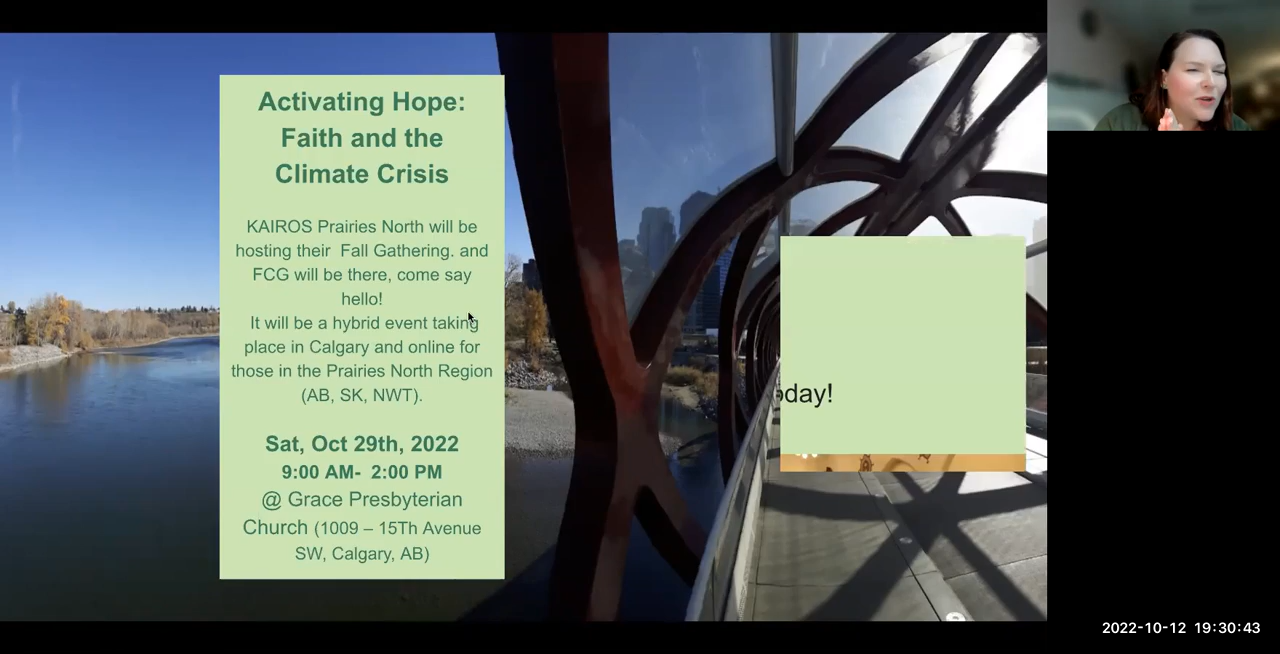 Activating Hope:
Faith and the
Climate Crisis
KAIROS Prairies North will be
hosting their  Fall Gathering. and
FCG will be there, come say
hello!
It will be a hybrid event taking
place in Calgary and online for
those in the Prairies North Region
(AB, SK, NWT).
Sat, Oct 29th, 2022
9:00 AM-  2:00 PM
@ Grace Presbyterian
Church (1009 – 15Th Avenue
SW, Calgary, AB)
oday!
2022-10-12 19:30:43